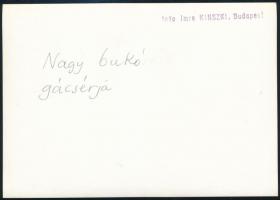 Foto Imre KINSZKI, Budapest
Nagy bukó
gácsérja